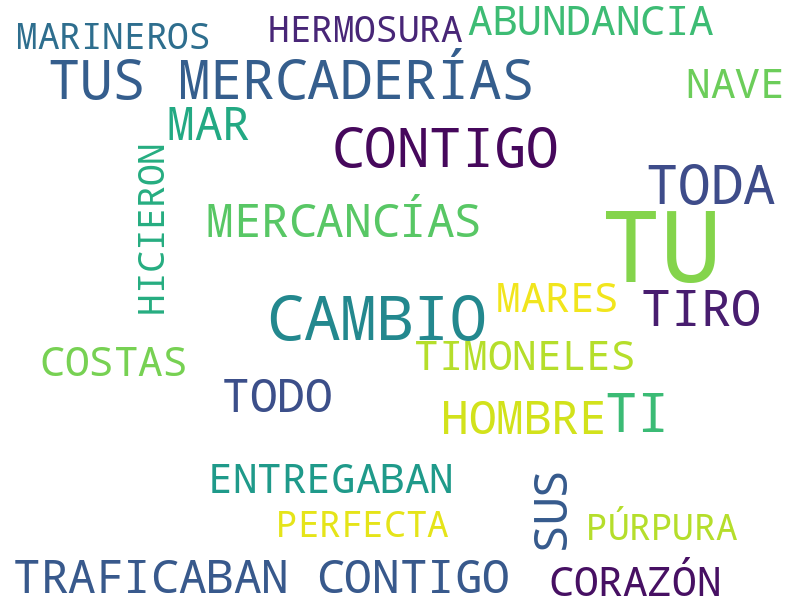 MARINEROS
HERMOSURA
ABUNDANCIA
TUS MERCADERÍAS
NAVE
MAR
CONTIGO
HICIERON
TODA
MERCANCÍAS
TU
CAMBIO
MARES
TIRO
COSTAS
TIMONELES
TODO
HOMBRE
TI
ENTREGABAN
SUS
PERFECTA
PÚRPURA
TRAFICABAN CONTIGO
CORAZÓN